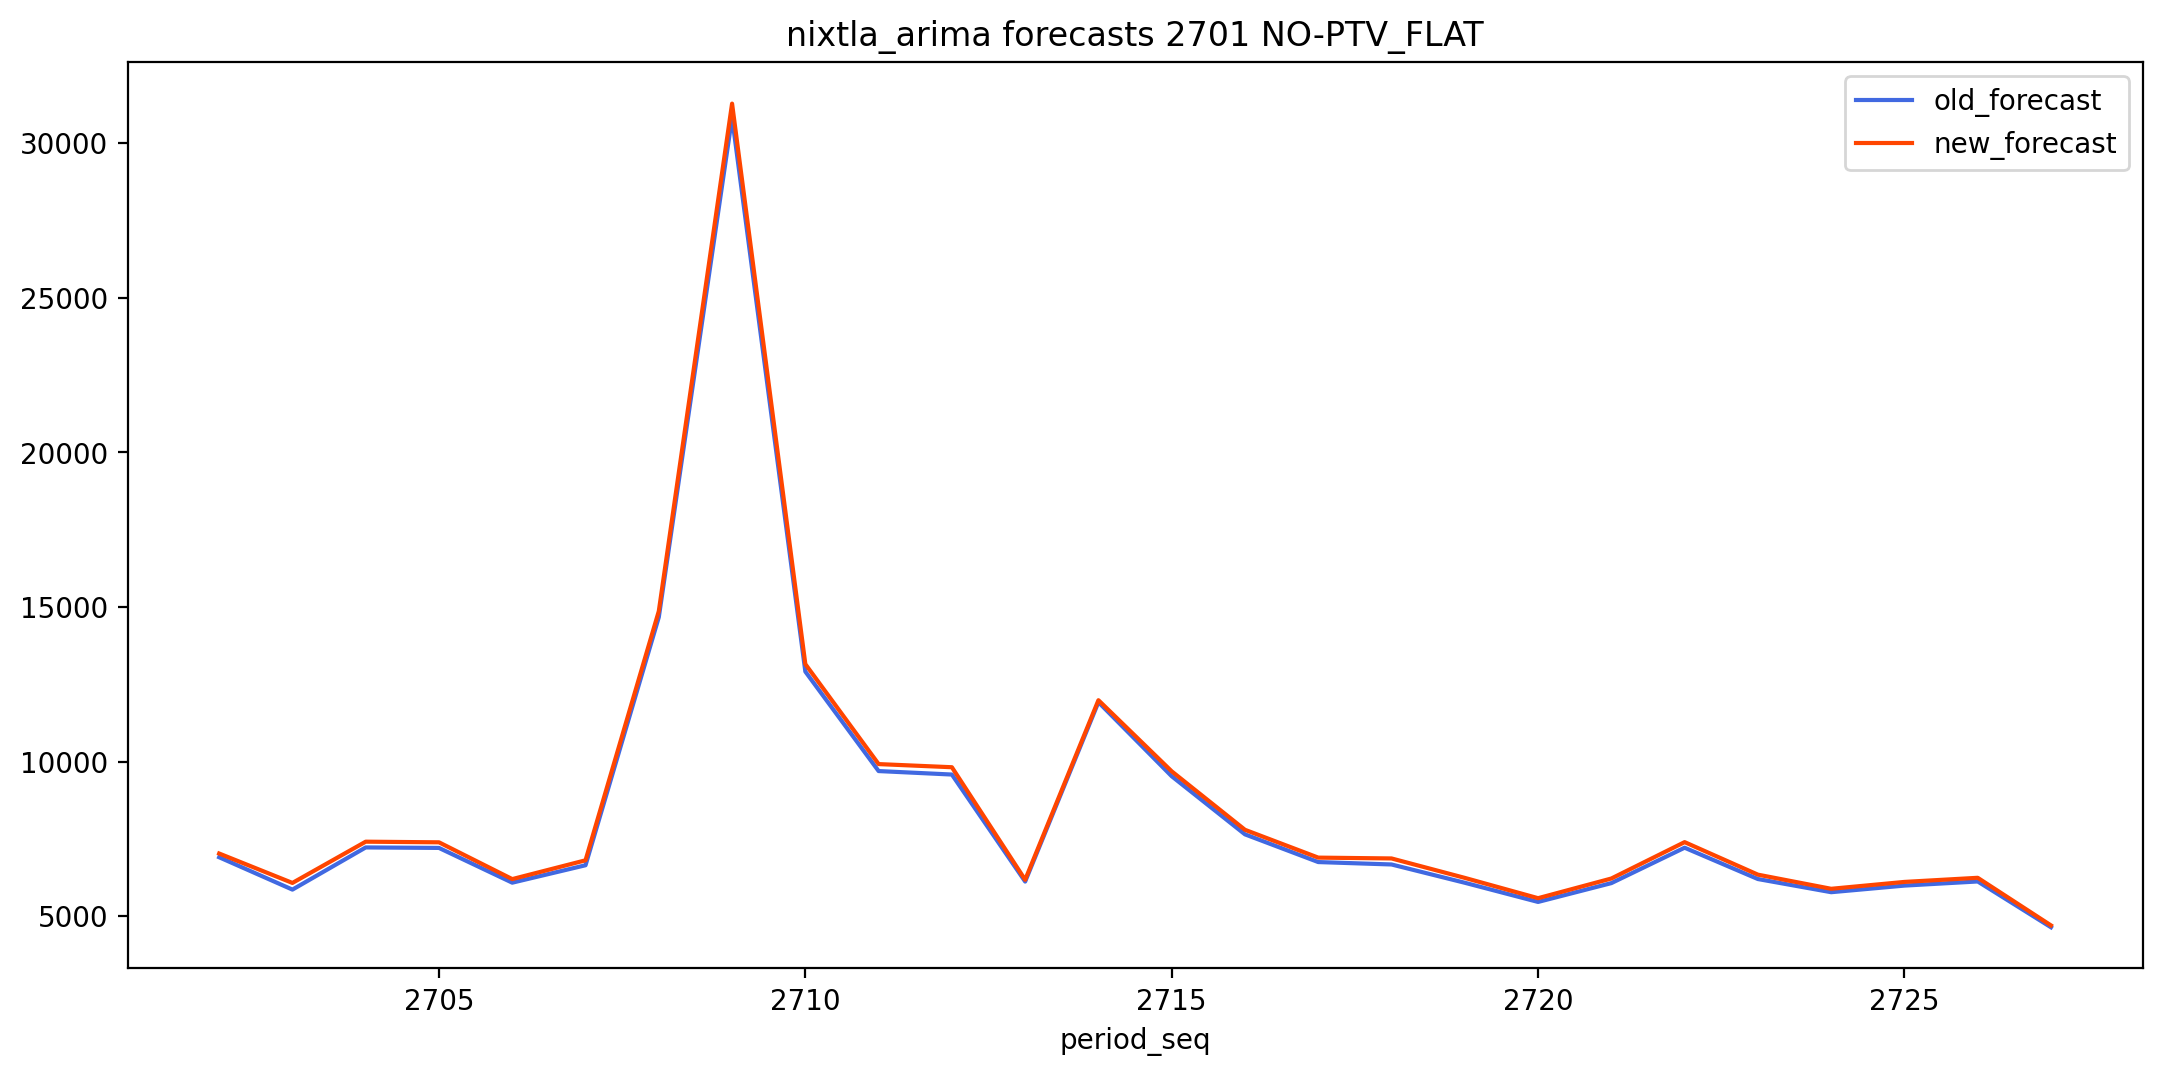 nixtla_arima forecasts 2701 NO-PTV_FLAT
old_forecast
new_forecast
30000
25000
20000
15000
10000
5000
2705 2710 2715 2720 2725
period_seq